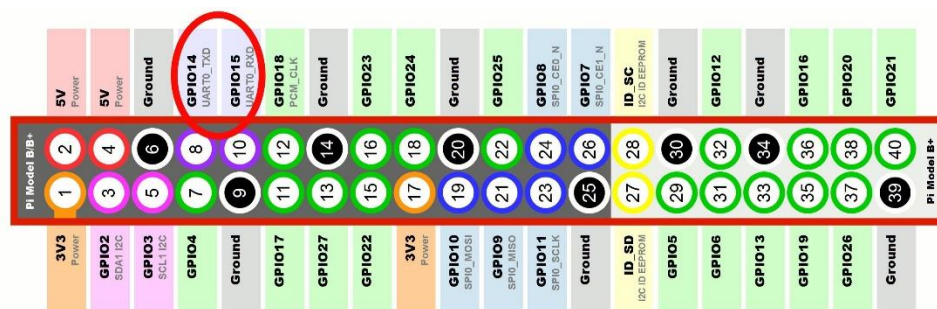 5V
Power
5V
Power
Ground
GPIO14
UART0_TXD
GPIO15
UART0_RXD
GPIO18
PCM_CLK
Ground
GPIO23
GPIO24
Ground
GPIO25
GPIO8
SPI0_CE0_N
GPIO7
SPI0_CE1_N
ID_SC
I2C ID EEPROM
Ground
GPIO12
Ground
GPIO16
GPIO20
GPIO21
Pi Model B/B+
2 4 6 8 10 12 14 16 18 20 22 24 26 28 30 32 34 36 38 40
1 3 5 7 9 11 13 15 17 19 21 23 25 27 29 31 33 35 37 39
Pi Model B+
3V3
Power
GPIO2
SDA1 I2C
GPIO3
SCL1 I2C
GPIO4
Ground
GPIO17
GPIO27
GPIO22
3V3
Power
GPIO10
SPI0_MOSI
GPIO9
SPI0_MISO
GPIO11
SPI0_SCLK
Ground
ID_SD
I2C ID EEPROM
GPIO5
GPIO6
GPIO13
GPIO19
GPIO26
Ground